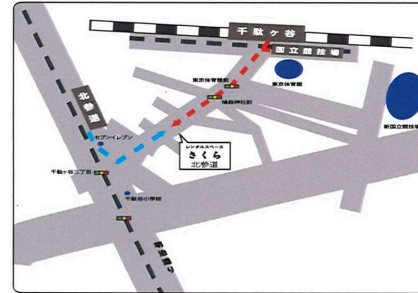 千駄ヶ谷
国立競技場
東京体育館前
東京体育館
鳩森神社前
新国立競技場
北参道
セブンイレブン
レンタルスペース
さくら
北参道
千駄ヶ谷二丁目
千駄谷小学校